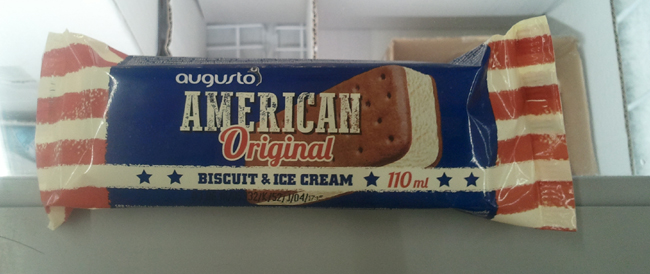 augusto
AMERICAN
Original
BISCUIT & ICE CREAM 110 ml